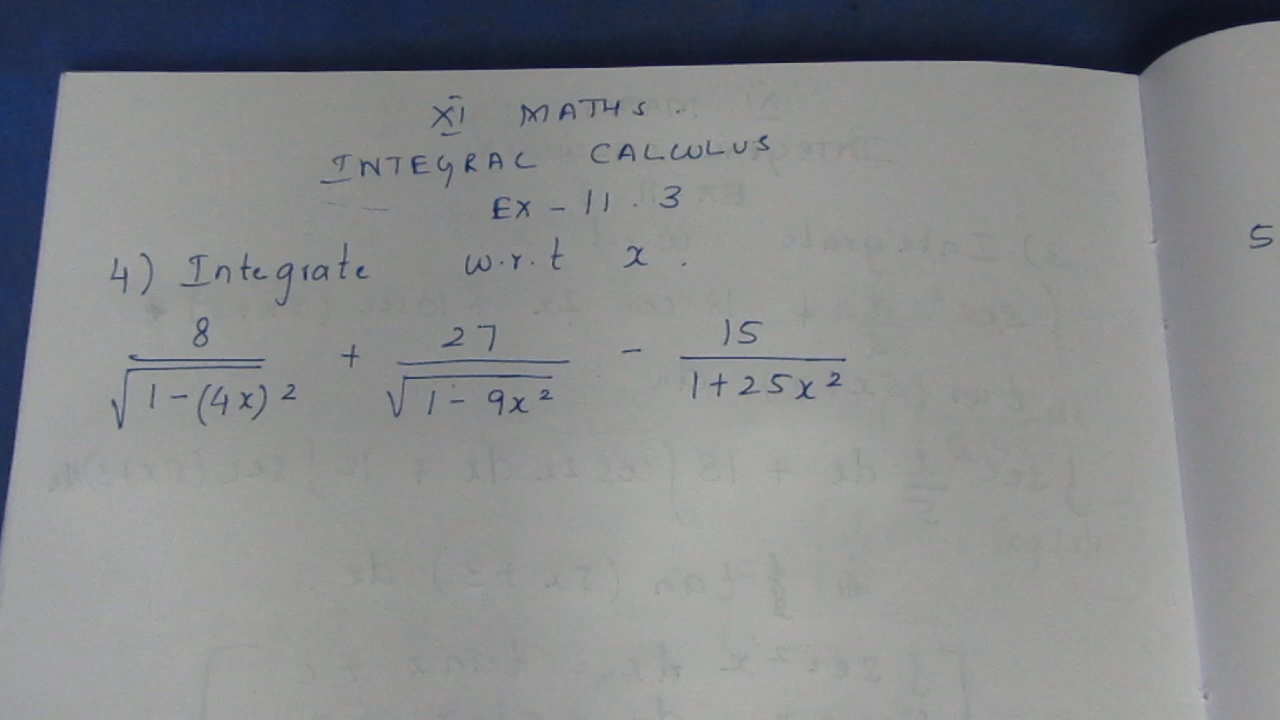 XI MATHS.
INTEGRAL CALCULUS
EX - 11.3
4) Integrate w.r.t x.
8/√(1-(4x)²) + 27/√(1-9x²) - 15/(1+25x²)
5